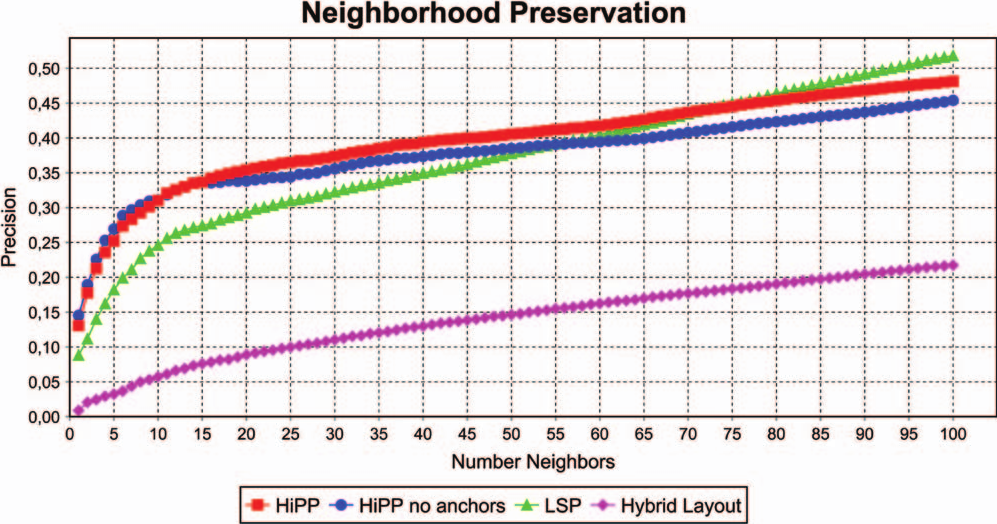 Neighborhood Preservation
Precision
0,50
0,45
0,40
0,35
0,30
0,25
0,20
0,15
0,10
0,05
0,00
0 5 10 15 20 25 30 35 40 45 50 55 60 65 70 75 80 85 90 95 100
Number Neighbors
HiPP HiPP no anchors LSP Hybrid Layout